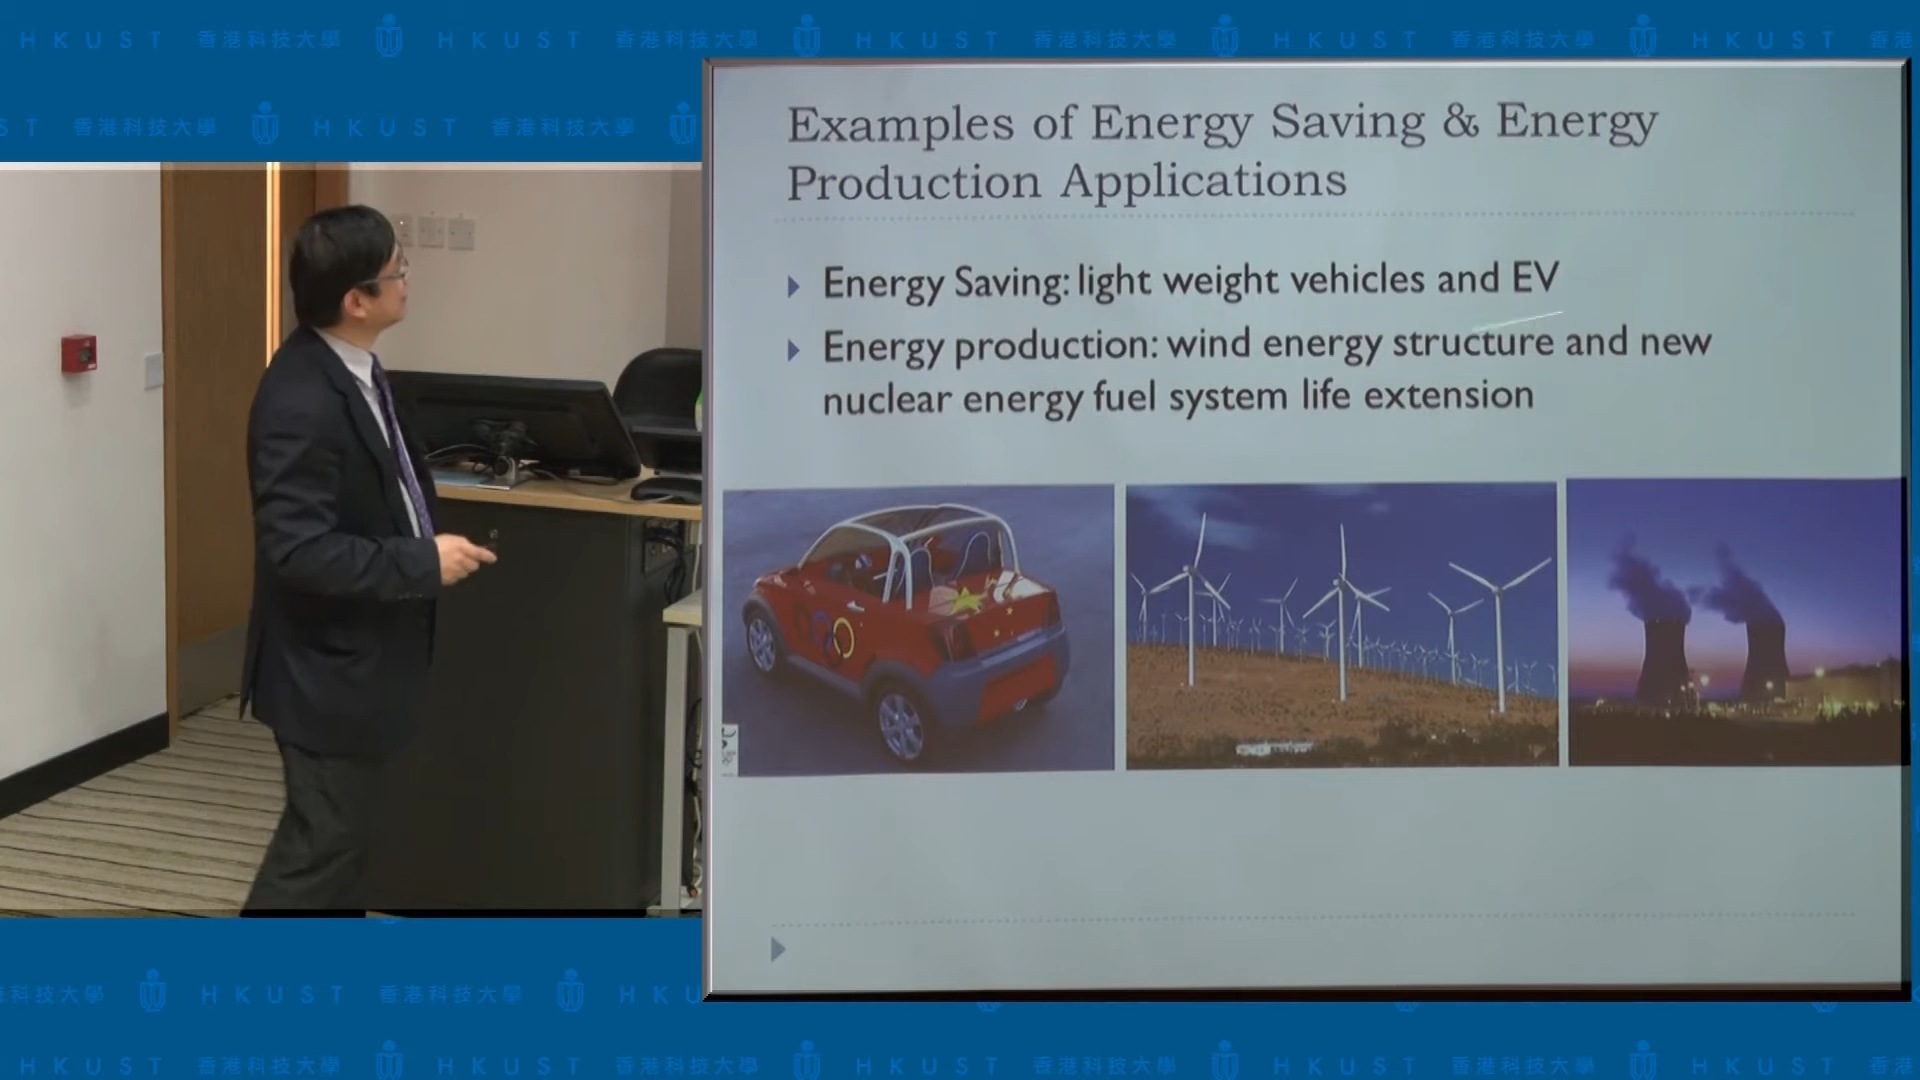 HKUST 香港科技大學 HKUST 香港科技大學 HKUST 香港科技大學 HKUST 香港科技大學 HKUST 香港
ST 香港科技大學 HKUST 香港科技大學
Examples of Energy Saving & Energy
Production Applications
Energy Saving: light weight vehicles and EV
Energy production: wind energy structure and new
nuclear energy fuel system life extension
科技大學 HKUST 香港科技大學 HKU
HKUST 香港科技大學 HKUST 香港科技大學 HKUST 香港科技大學 HKUST 香港科技大學 HKUST 香港